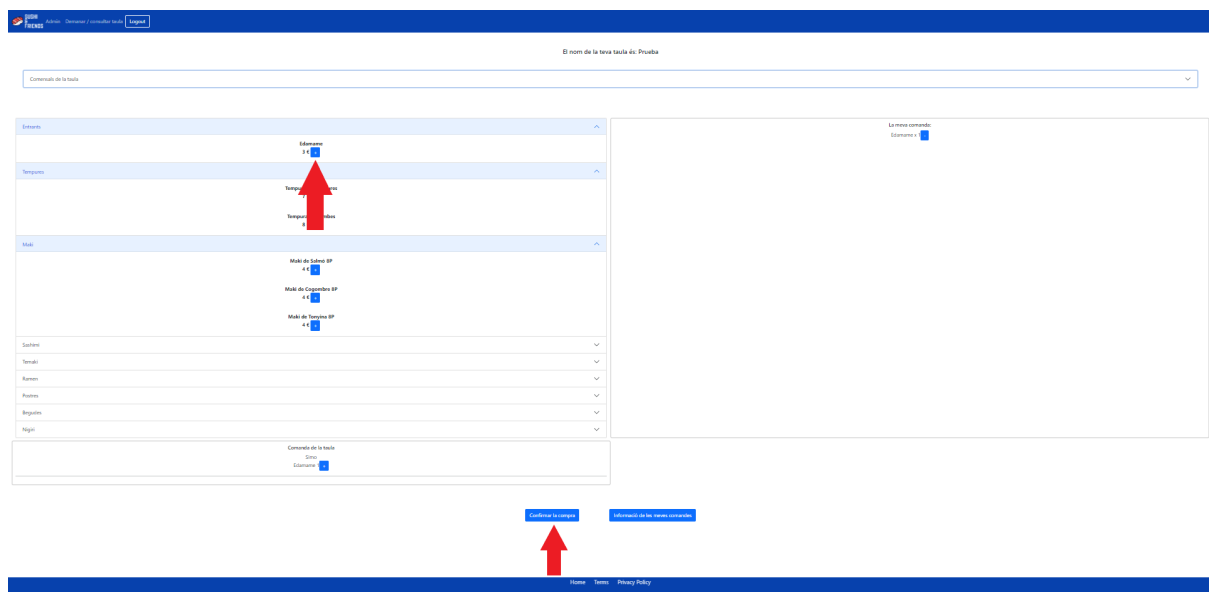 SUSHI
&
FRIENDS
Admin Demanar / consultar taula Logout
El nom de la teva taula és: Prueba
Comensals de la taula
Entrants
Edamame
3 € +
Tempures
8
Maki
Maki de Salmó 8P
4 € +
Maki de Cogombre 8P
4 € +
Maki de Tonyina 8P
4 € +
Sashimi
Temaki
Ramen
Postres
Begudes
Nigiri
La meva comanda:
Edamame x 1 -
Comanda de la taula
Simo
Edamame 1 +
Confirmar la compra Informació de les meves comandes
Home Terms Privacy Policy